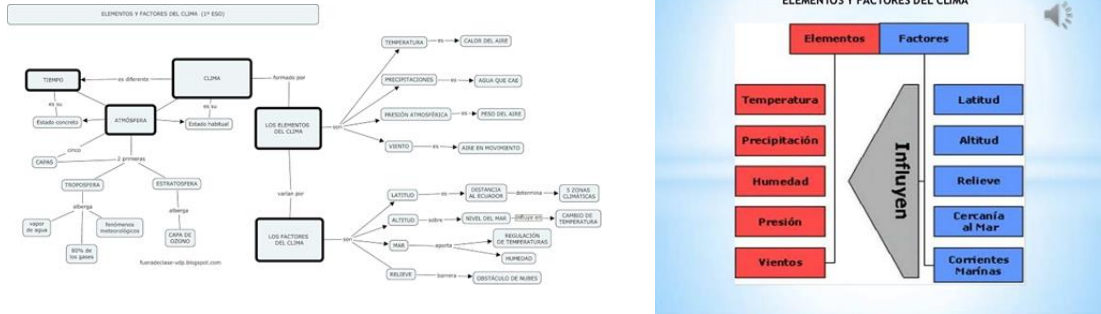 ELEMENTOS Y FACTORES DEL CLIMA (1º ESO)
TIEMPO
es diferente
CLIMA
formado por
es su
es su
Estado concreto
ATMÓSFERA
Estado habitual
cinco
CAPAS
2 primeras
TROPOSFERA
ESTRATOSFERA
alberga
alberga
vapor
de agua
80% de
los gases
fenómenos
meteorológicos
CAPA DE
OZONO
fueradeclase-vdp.blogspot.com
LOS ELEMENTOS
DEL CLIMA
son
TEMPERATURA es CALOR DEL AIRE
PRECIPITACIONES es AGUA QUE CAE
PRESIÓN ATMOSFÉRICA es PESO DEL AIRE
VIENTO es AIRE EN MOVIMIENTO
varían por
LOS FACTORES
DEL CLIMA
son
LATITUD es DISTANCIA
AL ECUADOR
determina
5 ZONAS
CLIMÁTICAS
ALTITUD sobre NIVEL DEL MAR influye en CAMBIO DE
TEMPERATURA
MAR aporta REGULACIÓN
DE TEMPERATURAS
HUMEDAD
RELIEVE barrera OBSTÁCULO DE NUBES
ELEMENTOS Y FACTORES DEL CLIMA
Elementos Factores
Temperatura
Precipitación
Humedad
Presión
Vientos
Influyen
Latitud
Altitud
Relieve
Cercanía
al Mar
Corrientes
Marínas